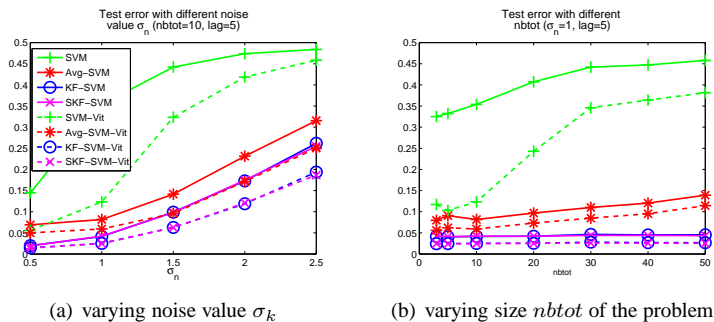 Test error with different noise
value σn (nbtot=10, lag=5)
0.5
0.45
0.4
0.35
0.3
0.25
0.2
0.15
0.1
0.05
0
SVM
Avg−SVM
KF−SVM
SKF−SVM
SVM−Vit
Avg−SVM−Vit
KF−SVM−Vit
SKF−SVM−Vit
0.5 1 1.5 2 2.5
σn
(a) varying noise value σk
Test error with different
nbtot (σn=1, lag=5)
0.5
0.45
0.4
0.35
0.3
0.25
0.2
0.15
0.1
0.05
0
0 10 20 30 40 50
nbtot
(b) varying size nbtot of the problem